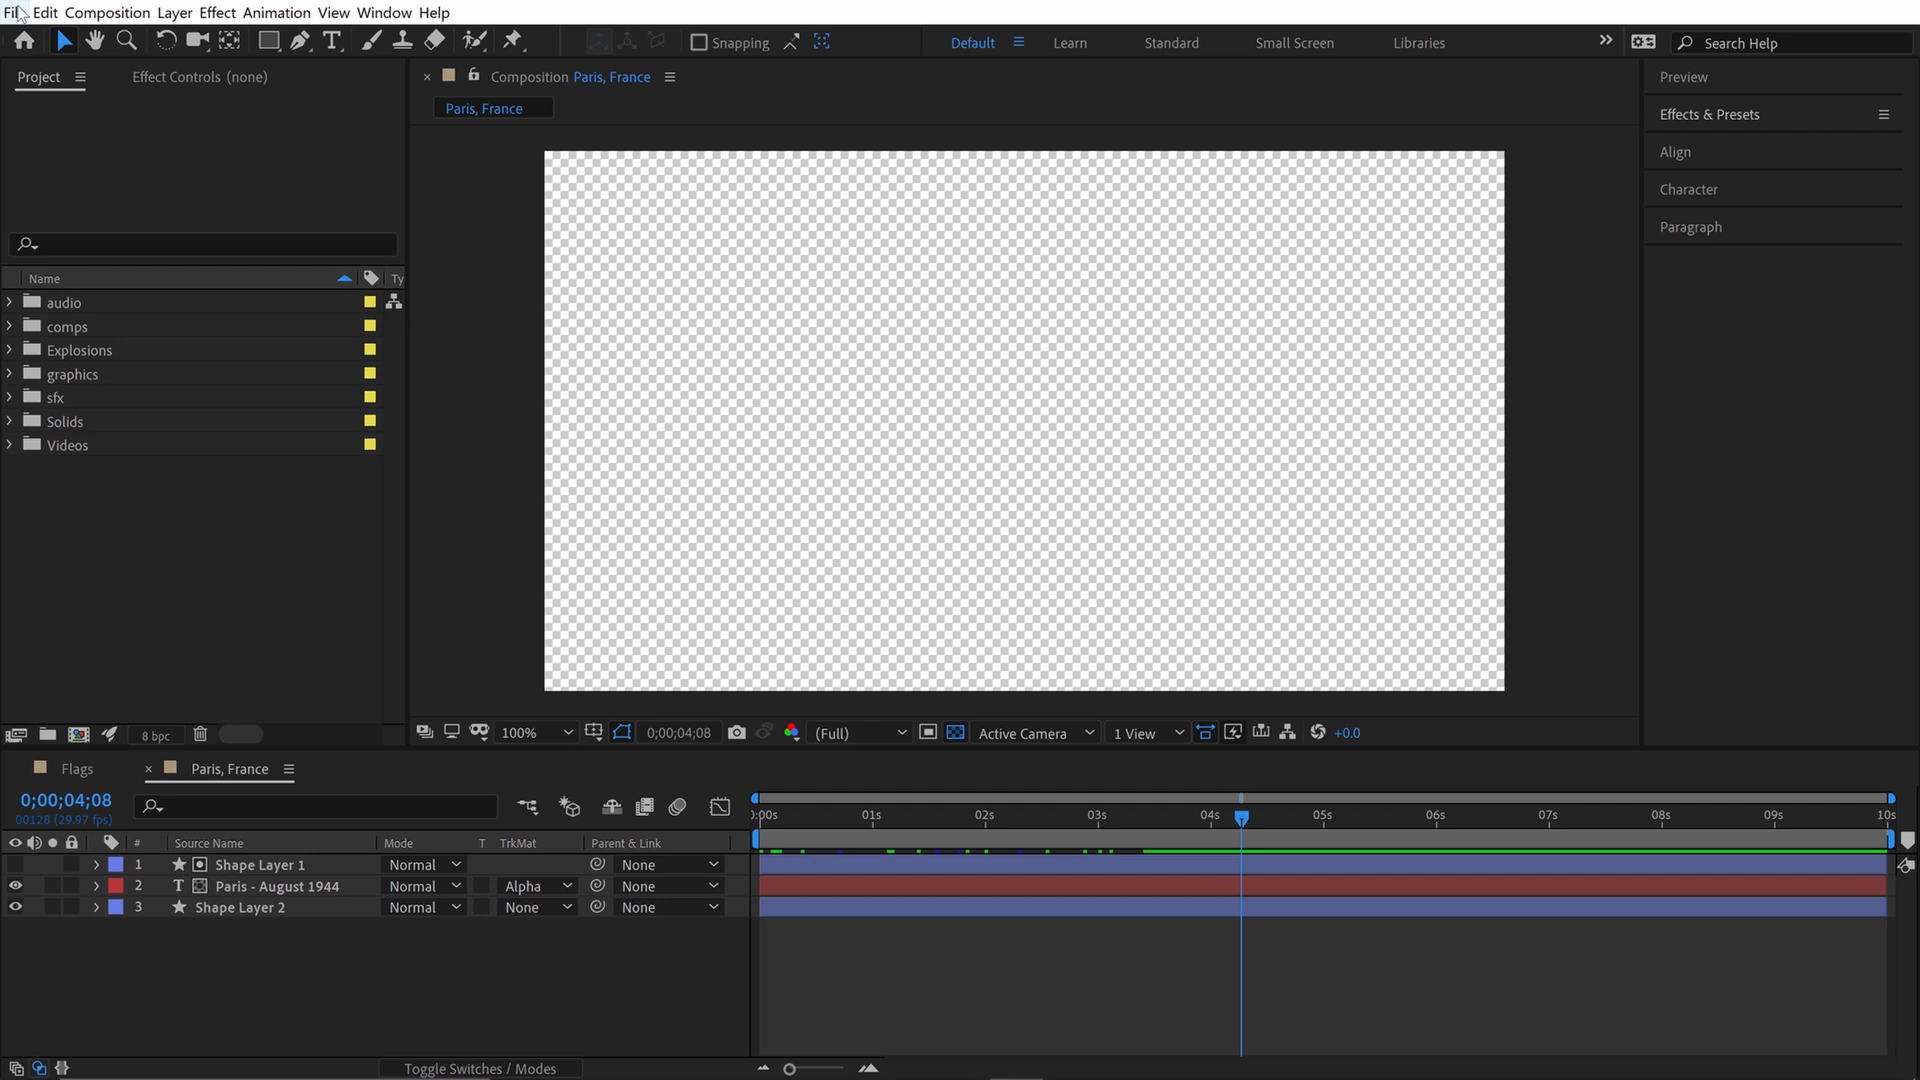 File Edit Composition Layer Effect Animation View Window Help
Snapping Default Learn Standard Small Screen Libraries Search Help
Project Effect Controls (none) Composition Paris, France Preview
Paris, France
Effects & Presets
Align
Character
Paragraph
Name Ty
audio
comps
Explosions
graphics
sfx
Solids
Videos
8 bpc 100% 0;00;04;08 (Full) Active Camera 1 View +0.0
Flags Paris, France
0;00;04;08
00128 (29.97 fps)
0:00s 01s 02s 03s 04s 05s 06s 07s 08s 09s 10s
# Source Name Mode T TrkMat Parent & Link
1 Shape Layer 1 Normal None
2 T Paris - August 1944 Normal Alpha None
3 Shape Layer 2 Normal None None
Toggle Switches / Modes